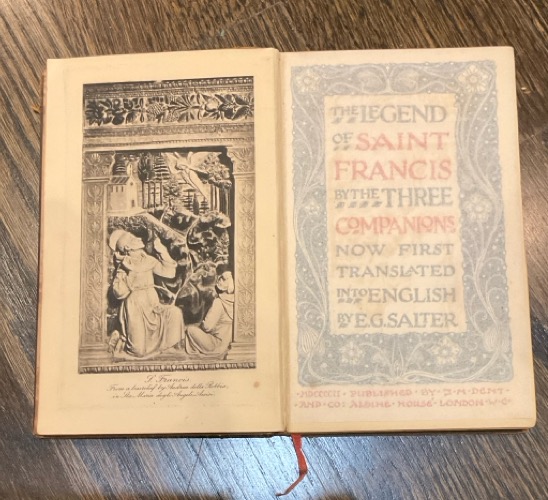 S. Francis
From a bas-relief by Andrea della Robbia,
in Sta Maria degli Angeli, Assisi
THE LEGEND
OF SAINT
FRANCIS
BY THE THREE
COMPANIONS
NOW FIRST
TRANSLATED
INTO ENGLISH
BY E.G. SALTER
MDCCCCII · PUBLISHED · BY · J · M · DENT ·
AND · CO: ALDINE · HOUSE · LONDON · W · C ·